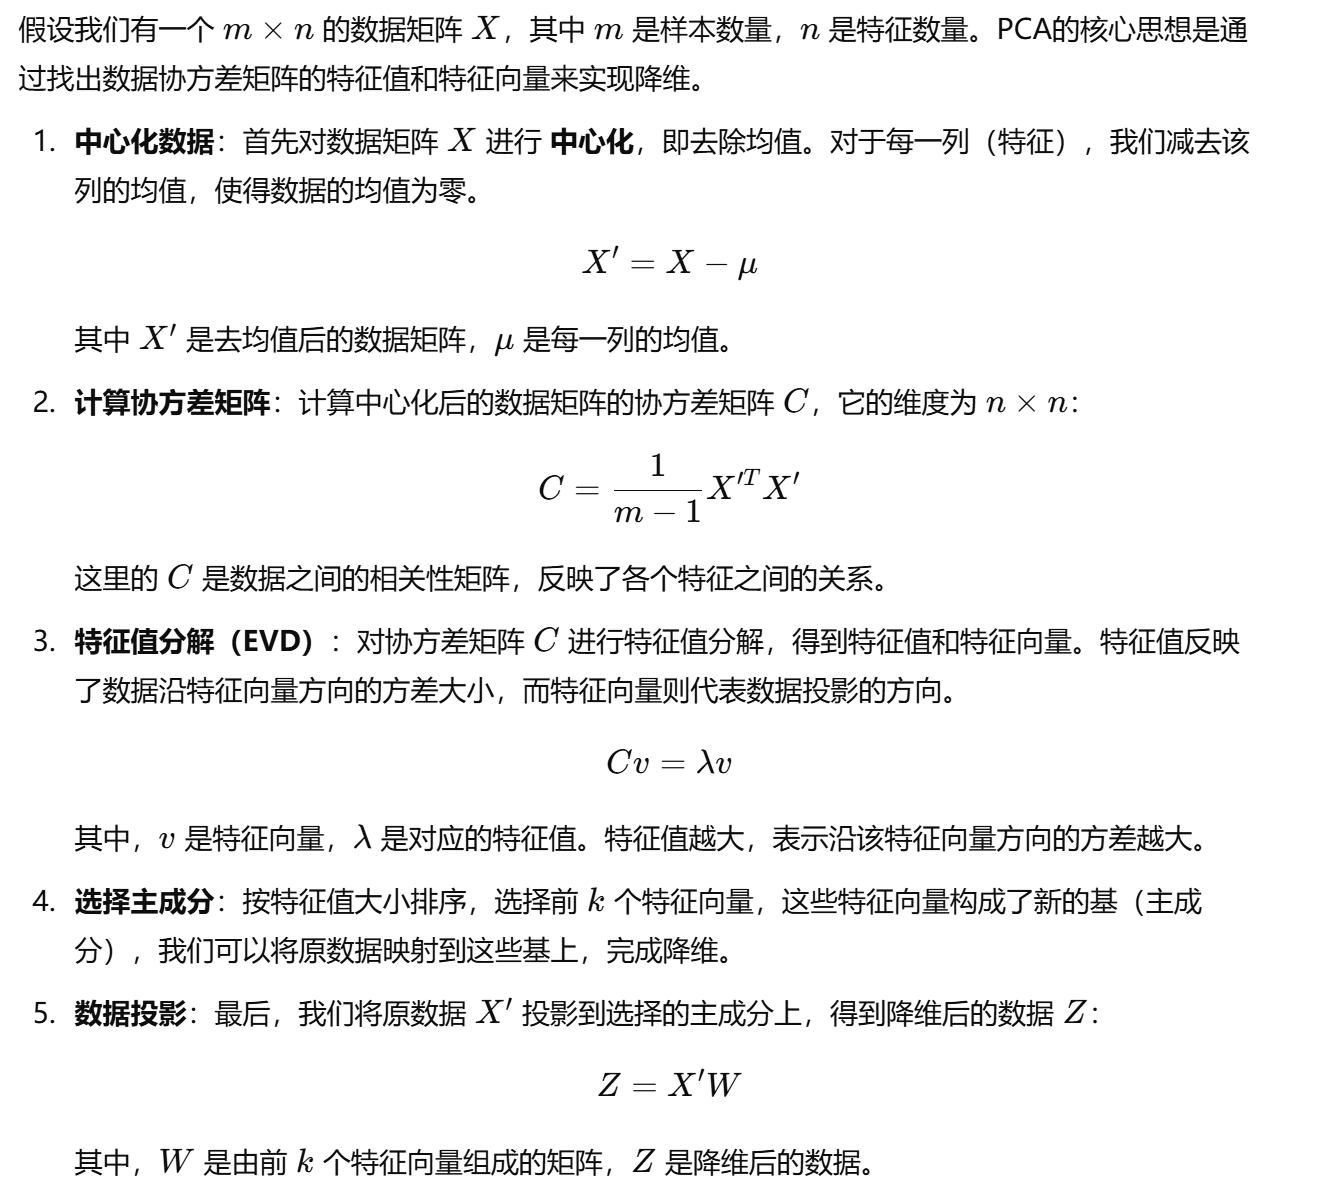 假设我们有一个 m × n 的数据矩阵 X，其中 m 是样本数量，n 是特征数量。PCA的核心思想是通
过找出数据协方差矩阵的特征值和特征向量来实现降维。
1. 中心化数据：首先对数据矩阵 X 进行 中心化，即去除均值。对于每一列（特征），我们减去该
列的均值，使得数据的均值为零。
X′ = X − μ
其中 X′ 是去均值后的数据矩阵，μ 是每一列的均值。
2. 计算协方差矩阵：计算中心化后的数据矩阵的协方差矩阵 C，它的维度为 n × n：
C = \frac{1}{m − 1} X′^T X′
这里的 C 是数据之间的相关性矩阵，反映了各个特征之间的关系。
3. 特征值分解（EVD）：对协方差矩阵 C 进行特征值分解，得到特征值和特征向量。特征值反映
了数据沿特征向量方向的方差大小，而特征向量则代表数据投影的方向。
Cv = λv
其中，v 是特征向量，λ 是对应的特征值。特征值越大，表示沿该特征向量方向的方差越大。
4. 选择主成分：按特征值大小排序，选择前 k 个特征向量，这些特征向量构成了新的基（主成
分），我们可以将原数据映射到这些基上，完成降维。
5. 数据投影：最后，我们将原数据 X′ 投影到选择的主成分上，得到降维后的数据 Z：
Z = X′W
其中，W 是由前 k 个特征向量组成的矩阵，Z 是降维后的数据。